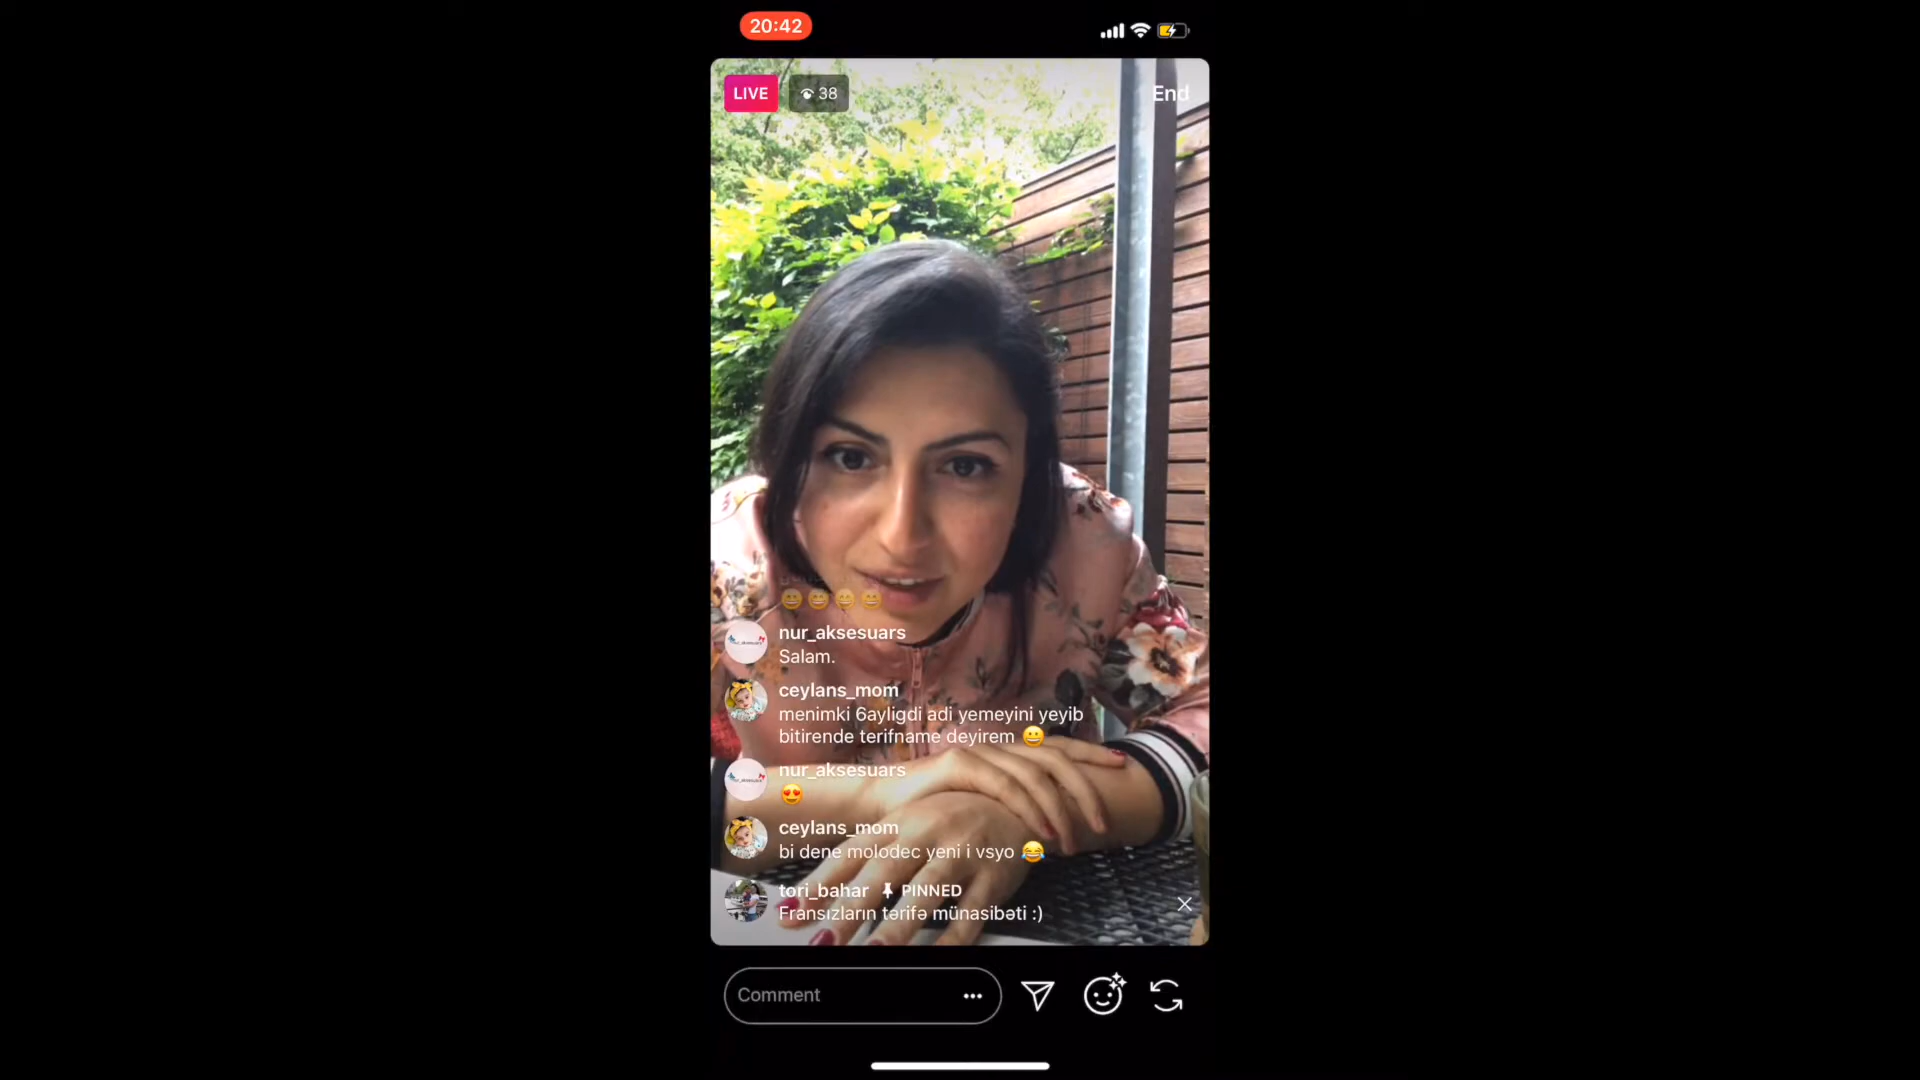 20:42
LIVE 38 End
😁😁😁😁
nur_aksesuars
Salam.
ceylans_mom
menimki 6ayligdi adi yemeyini yeyib
bitirende terifname deyirem 😀
nur_aksesuars
😍
ceylans_mom
bi dene molodec yeni i vsyo 😂
tori_bahar PINNED
Fransızların tərifə münasibəti :)
Comment